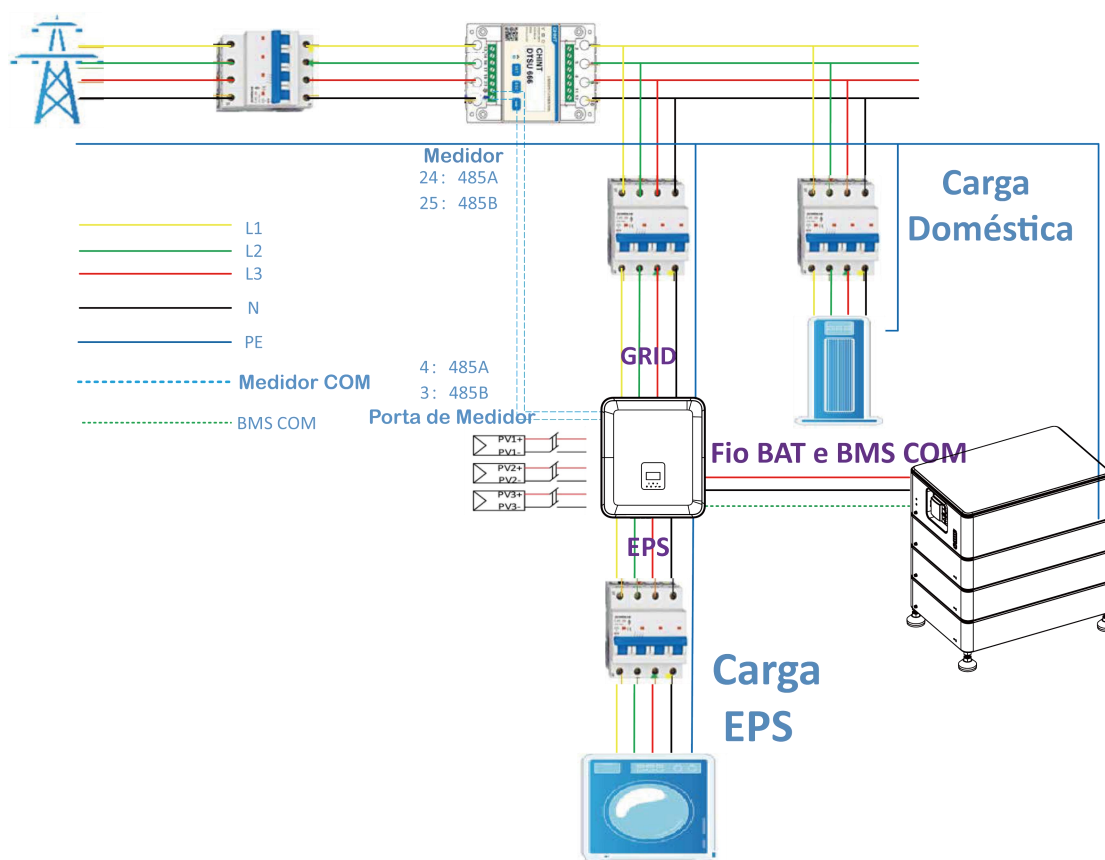 CHINT
CHINT
DTSU 666
Medidor
24: 485A
25: 485B
Carga
Doméstica
L1
L2
L3
N
PE
Medidor COM
BMS COM
GRID
4: 485A
3: 485B
Porta de Medidor
PV1+
PV1-
PV2+
PV2-
PV3+
PV3-
Fio BAT e BMS COM
EPS
Carga
EPS